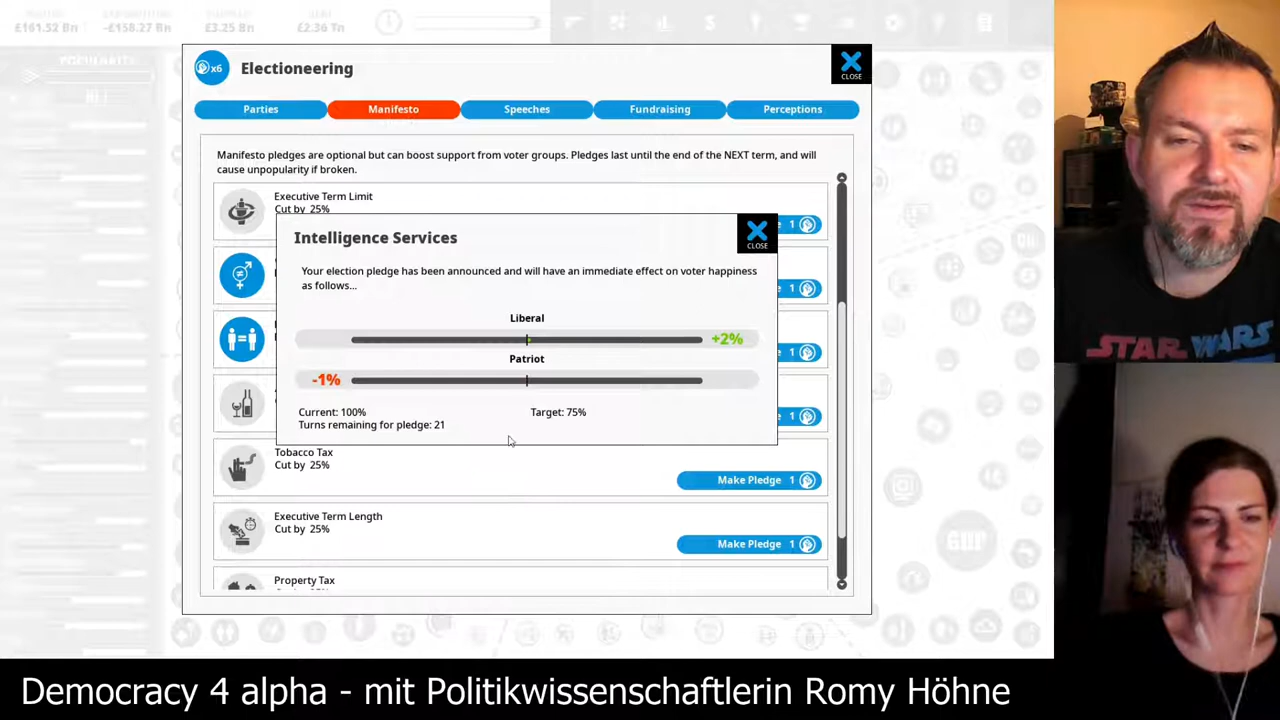 £161.52 Bn
-£158.27 Bn
£3.25 Bn
£2.36 Tn
x6
Electioneering
CLOSE
Parties
Manifesto
Speeches
Fundraising
Perceptions
Manifesto pledges are optional but can boost support from voter groups. Pledges last until the end of the NEXT term, and will
cause unpopularity if broken.
Executive Term Limit
Cut by 25%
1
Intelligence Services
CLOSE
Your election pledge has been announced and will have an immediate effect on voter happiness
as follows...
1
Liberal
+2%
1
Patriot
-1%
Current: 100%
Target: 75%
1
Turns remaining for pledge: 21
Tobacco Tax
Cut by 25%
Make Pledge 1
Executive Term Length
Cut by 25%
Make Pledge 1
Property Tax
STAR WARS
Democracy 4 alpha - mit Politikwissenschaftlerin Romy Höhne